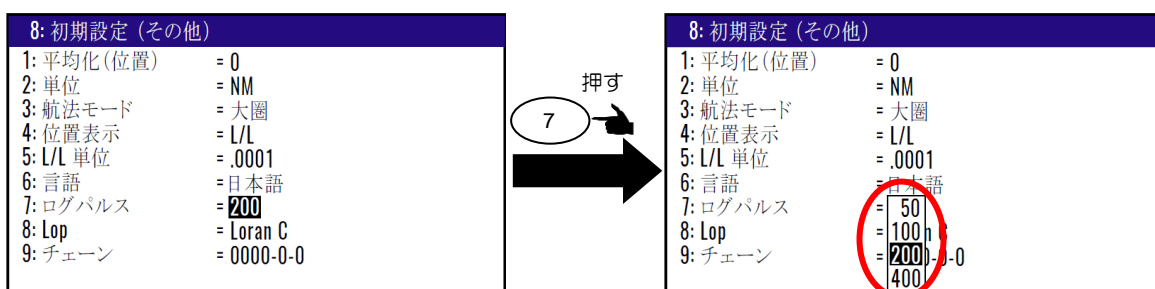 8: 初期設定 (その他)
1: 平均化(位置) = 0
2: 単位 = NM
3: 航法モード = 大圏
4: 位置表示 = L/L
5: L/L 単位 = .0001
6: 言語 =日本語
7: ログパルス = 200
8: Lop = Loran C
9: チェーン = 0000-0-0
押す
7
8: 初期設定 (その他)
1: 平均化(位置) = 0
2: 単位 = NM
3: 航法モード = 大圏
4: 位置表示 = L/L
5: L/L 単位 = .0001
6: 言語 =日本語
7: ログパルス = 50
8: Lop = 100 n C
9: チェーン = 200 0-0-0
400